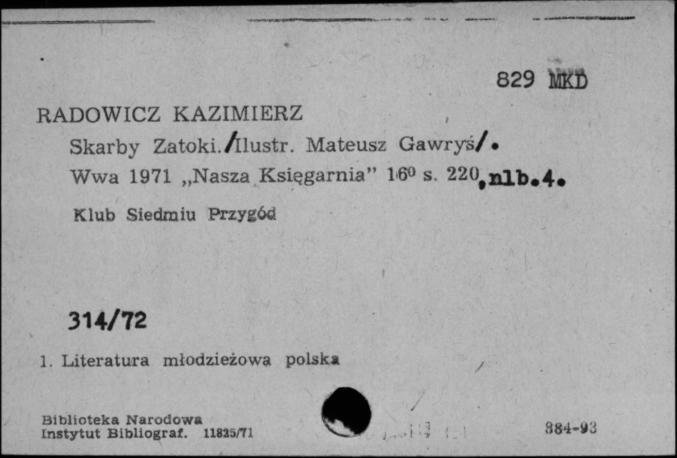 829 MKD
RADOWICZ KAZIMIERZ
Skarby Zatoki./Ilustr. Mateusz Gawryś/.
Wwa 1971 „Nasza Księgarnia” 16⁰ s. 220,nlb.4.
Klub Siedmiu Przygód
314/72
1. Literatura młodzieżowa polska
Biblioteka Narodowa
Instytut Bibliograf. 11825/71
384-93